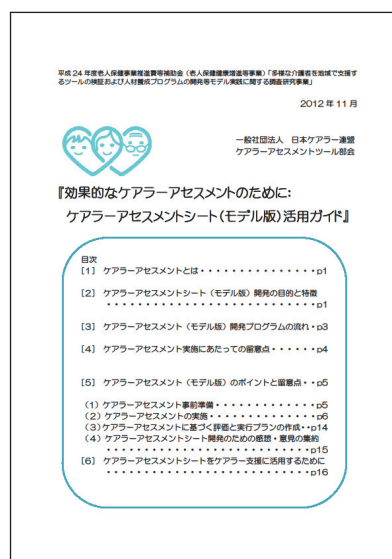 平成24年度老人保健事業推進費等補助金(老人保健健康増進等事業)「多様な介護者を地域で支援す
るツールの検証および人材養成プログラムの開発等モデル実践に関する調査研究事業」
2012年11月
一般社団法人 日本ケアラー連盟
ケアラーアセスメントツール部会
『効果的なケアラーアセスメントのために:
ケアラーアセスメントシート(モデル版)活用ガイド』
目次
[1] ケアラーアセスメントとは・・・・・・・・・・・・・・・p1
[2] ケアラーアセスメントシート(モデル版)開発の目的と特徴
・・・・・・・・・・・・・・・・・・・・・・・・・・・p1
[3] ケアラーアセスメント(モデル版)開発プログラムの流れ・p3
[4] ケアラーアセスメント実施にあたっての留意点・・・・・・p4
[5] ケアラーアセスメント(モデル版)のポイントと留意点・・p5
(1)ケアラーアセスメント事前準備・・・・・・・・・・・・p5
(2)ケアラーアセスメントの実施・・・・・・・・・・・・・p6
(3)ケアラーアセスメントに基づく評価と実行プランの作成・・p14
(4)ケアラーアセスメントシート開発のための感想・意見の集約
・・・・・・・・・・・・・・・・・・・・・・・・・・・p15
[6] ケアラーアセスメントシートをケアラー支援に活用するために
・・・・・・・・・・・・・・・・・・・・・・・・・・・p16